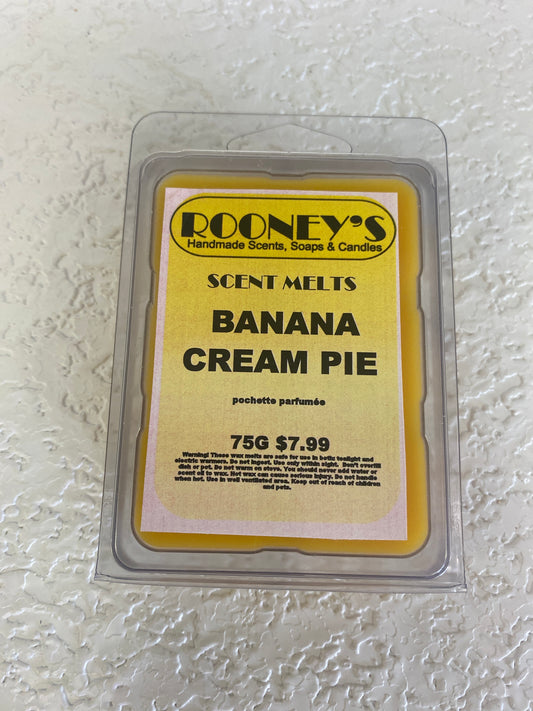 ROONEY'S
Handmade Scents, Soaps & Candles
SCENT MELTS
BANANA
CREAM PIE
pochette parfumée
75G $7.99
Warning! These wax melts are safe for use in both: tealight and
electric warmers. Do not ingest. Use only within sight. Don't overfill
dish or pot. Do not warm on stove. You should never add water or
scent oil to wax. Hot wax can cause serious injury. Do not handle
when hot. Use in well ventilated area, Keep out of reach of children
and pets.